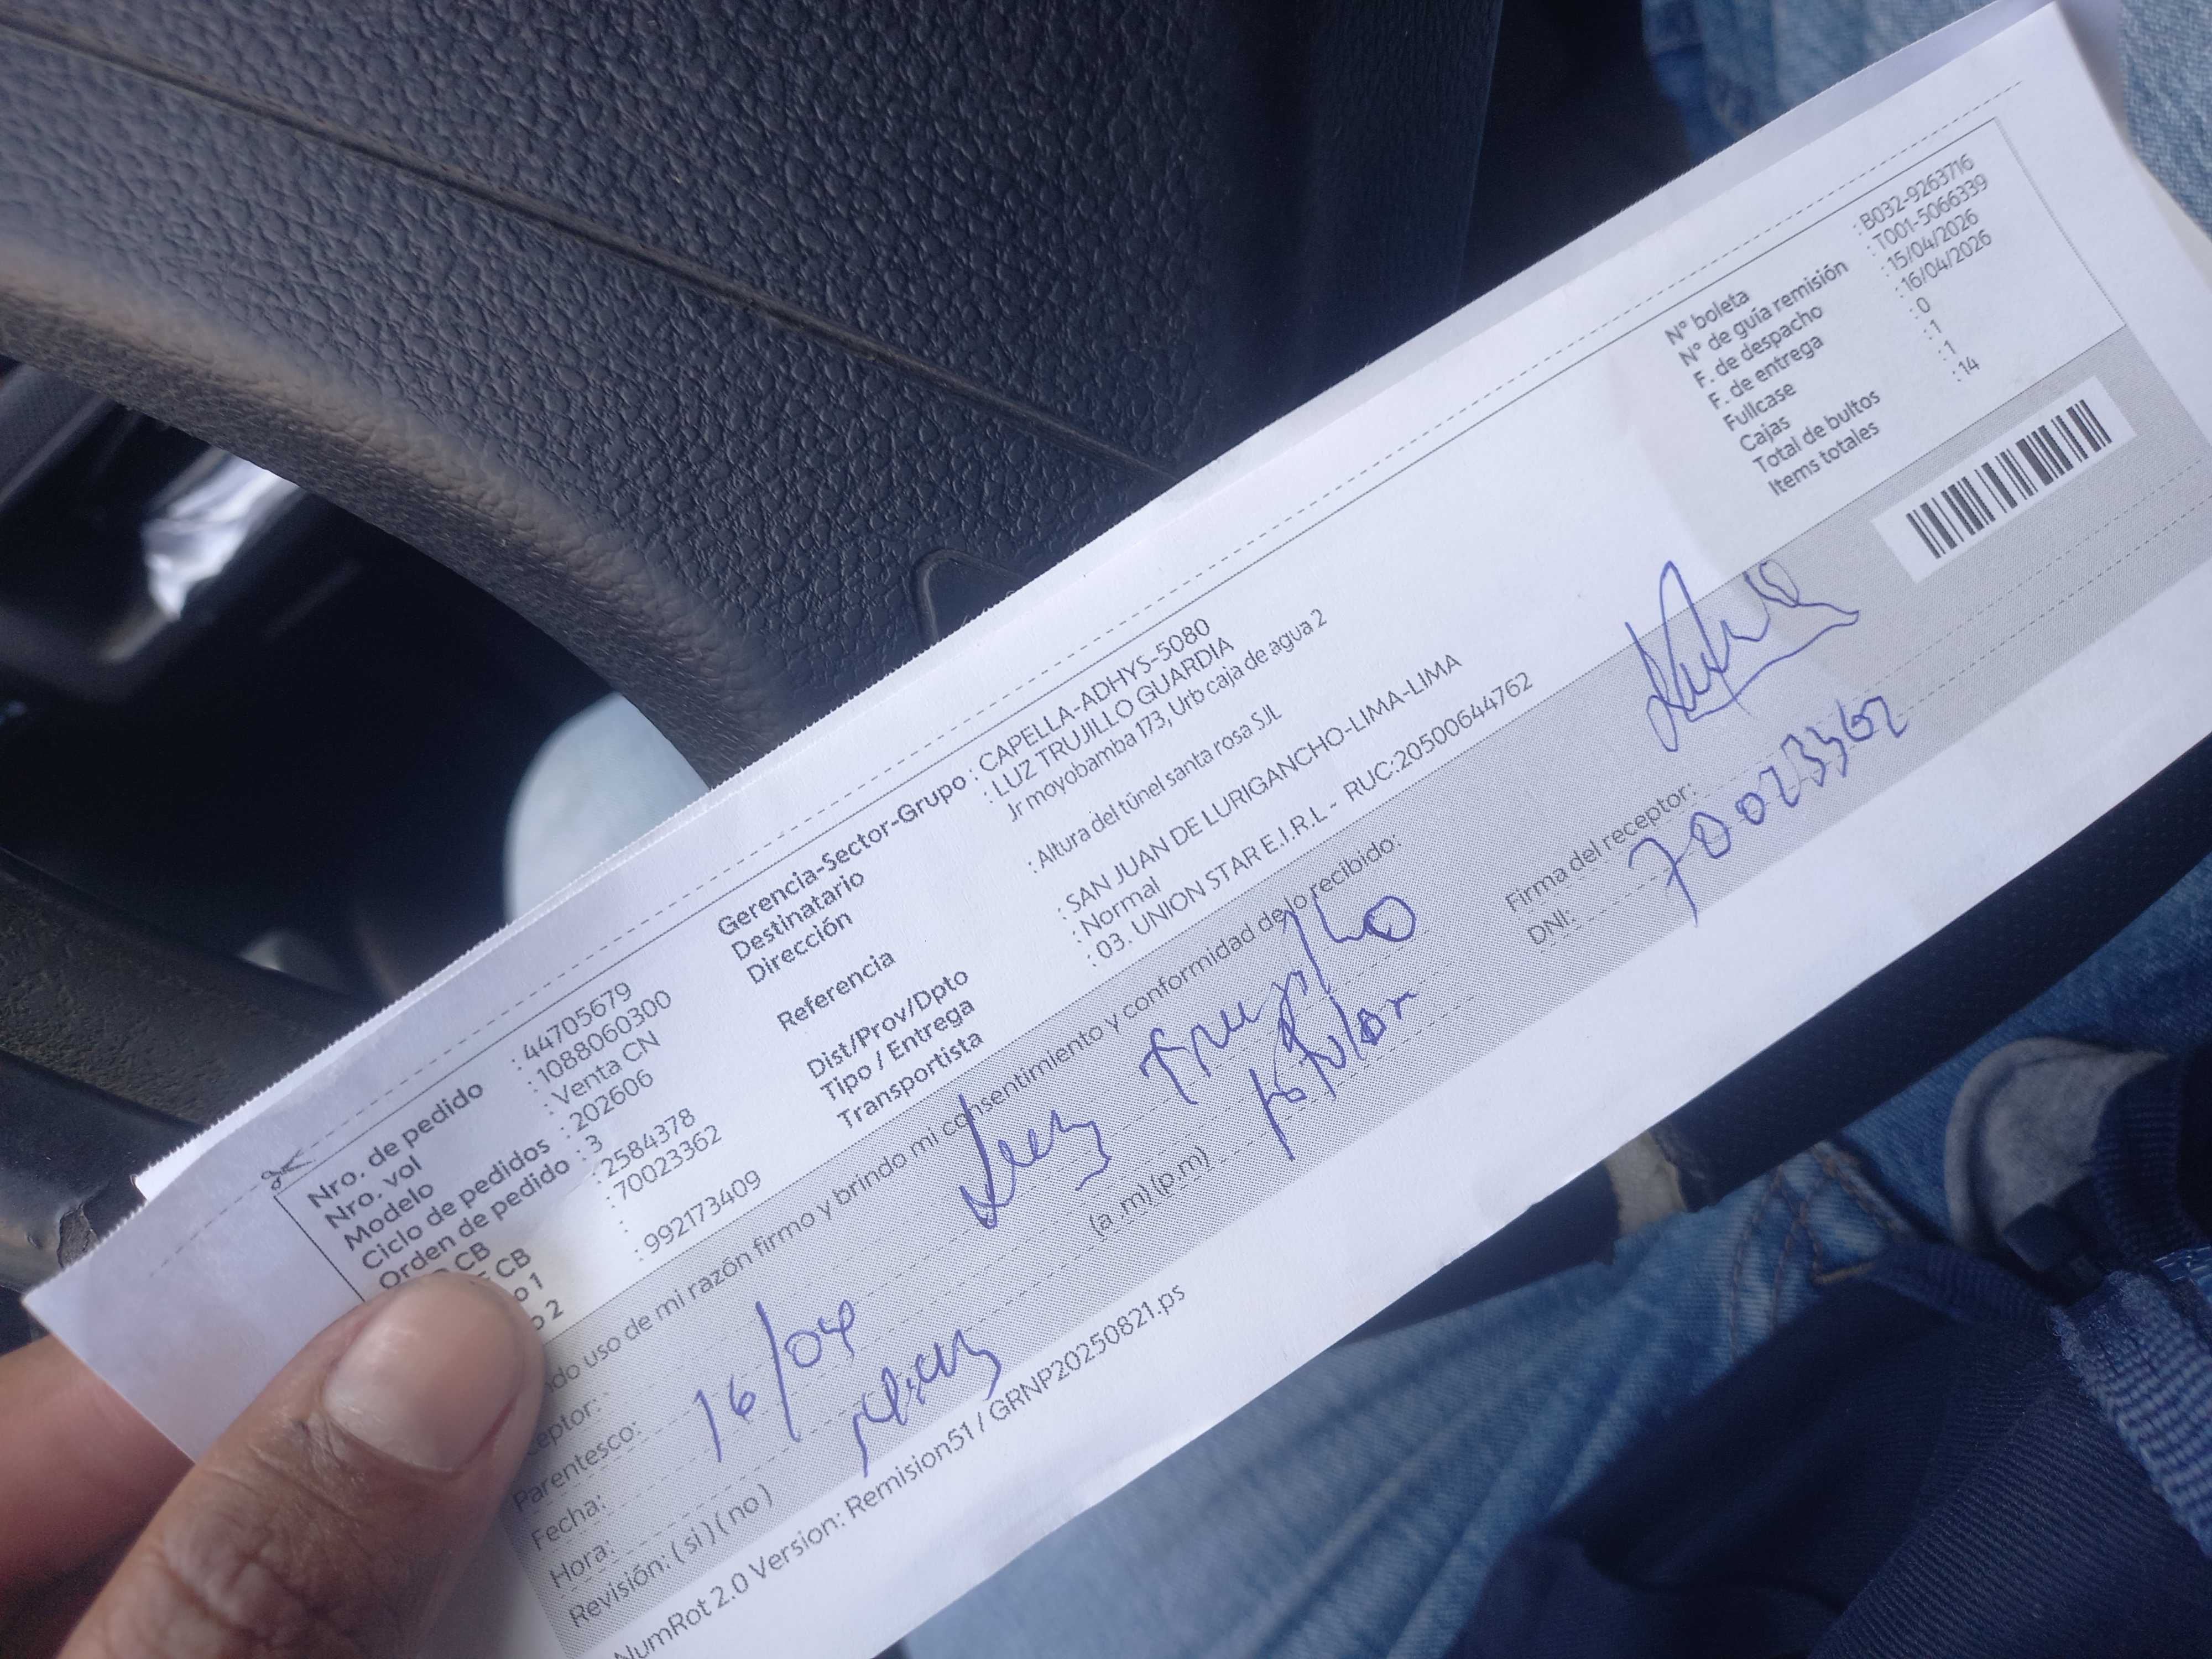 Nro. de pedido : 44705679
Nro. vol : 1088060300
Modelo : Venta CN
Ciclo de pedidos : 202606
Orden de pedido : 3
CB : 2584378
CB : 70023362
o 1 :
o 2 : 992173409
Gerencia-Sector-Grupo : CAPELLA-ADHYS-5080
Destinatario : LUZ TRUJILLO GUARDIA
Dirección Jr moyobamba 173, Urb caja de agua 2
Referencia : Altura del túnel santa rosa SJL
Dist/Prov/Dpto : SAN JUAN DE LURIGANCHO-LIMA-LIMA
Tipo / Entrega : Normal
Transportista : 03. UNION STAR E.I.R.L - RUC:20500644762
N° boleta : B032-9263716
N° de guía remisión : T001-5066339
F. de despacho : 15/04/2026
F. de entrega : 16/04/2026
Fullcase : 0
Cajas : 1
Total de bultos : 1
Items totales : 14
ndo uso de mi razón firmo y brindo mi consentimiento y conformidad de lo recibido:
ceptor: Luz Trujillo
Parentesco: titular
Fecha: 16/04
Hora: (a .m) (p.m)
Revisión: ( si ) ( no )
Firma del receptor:
DNI: 70023362
NumRot 2.0 Version: Remision51 / GRNP20250821.ps